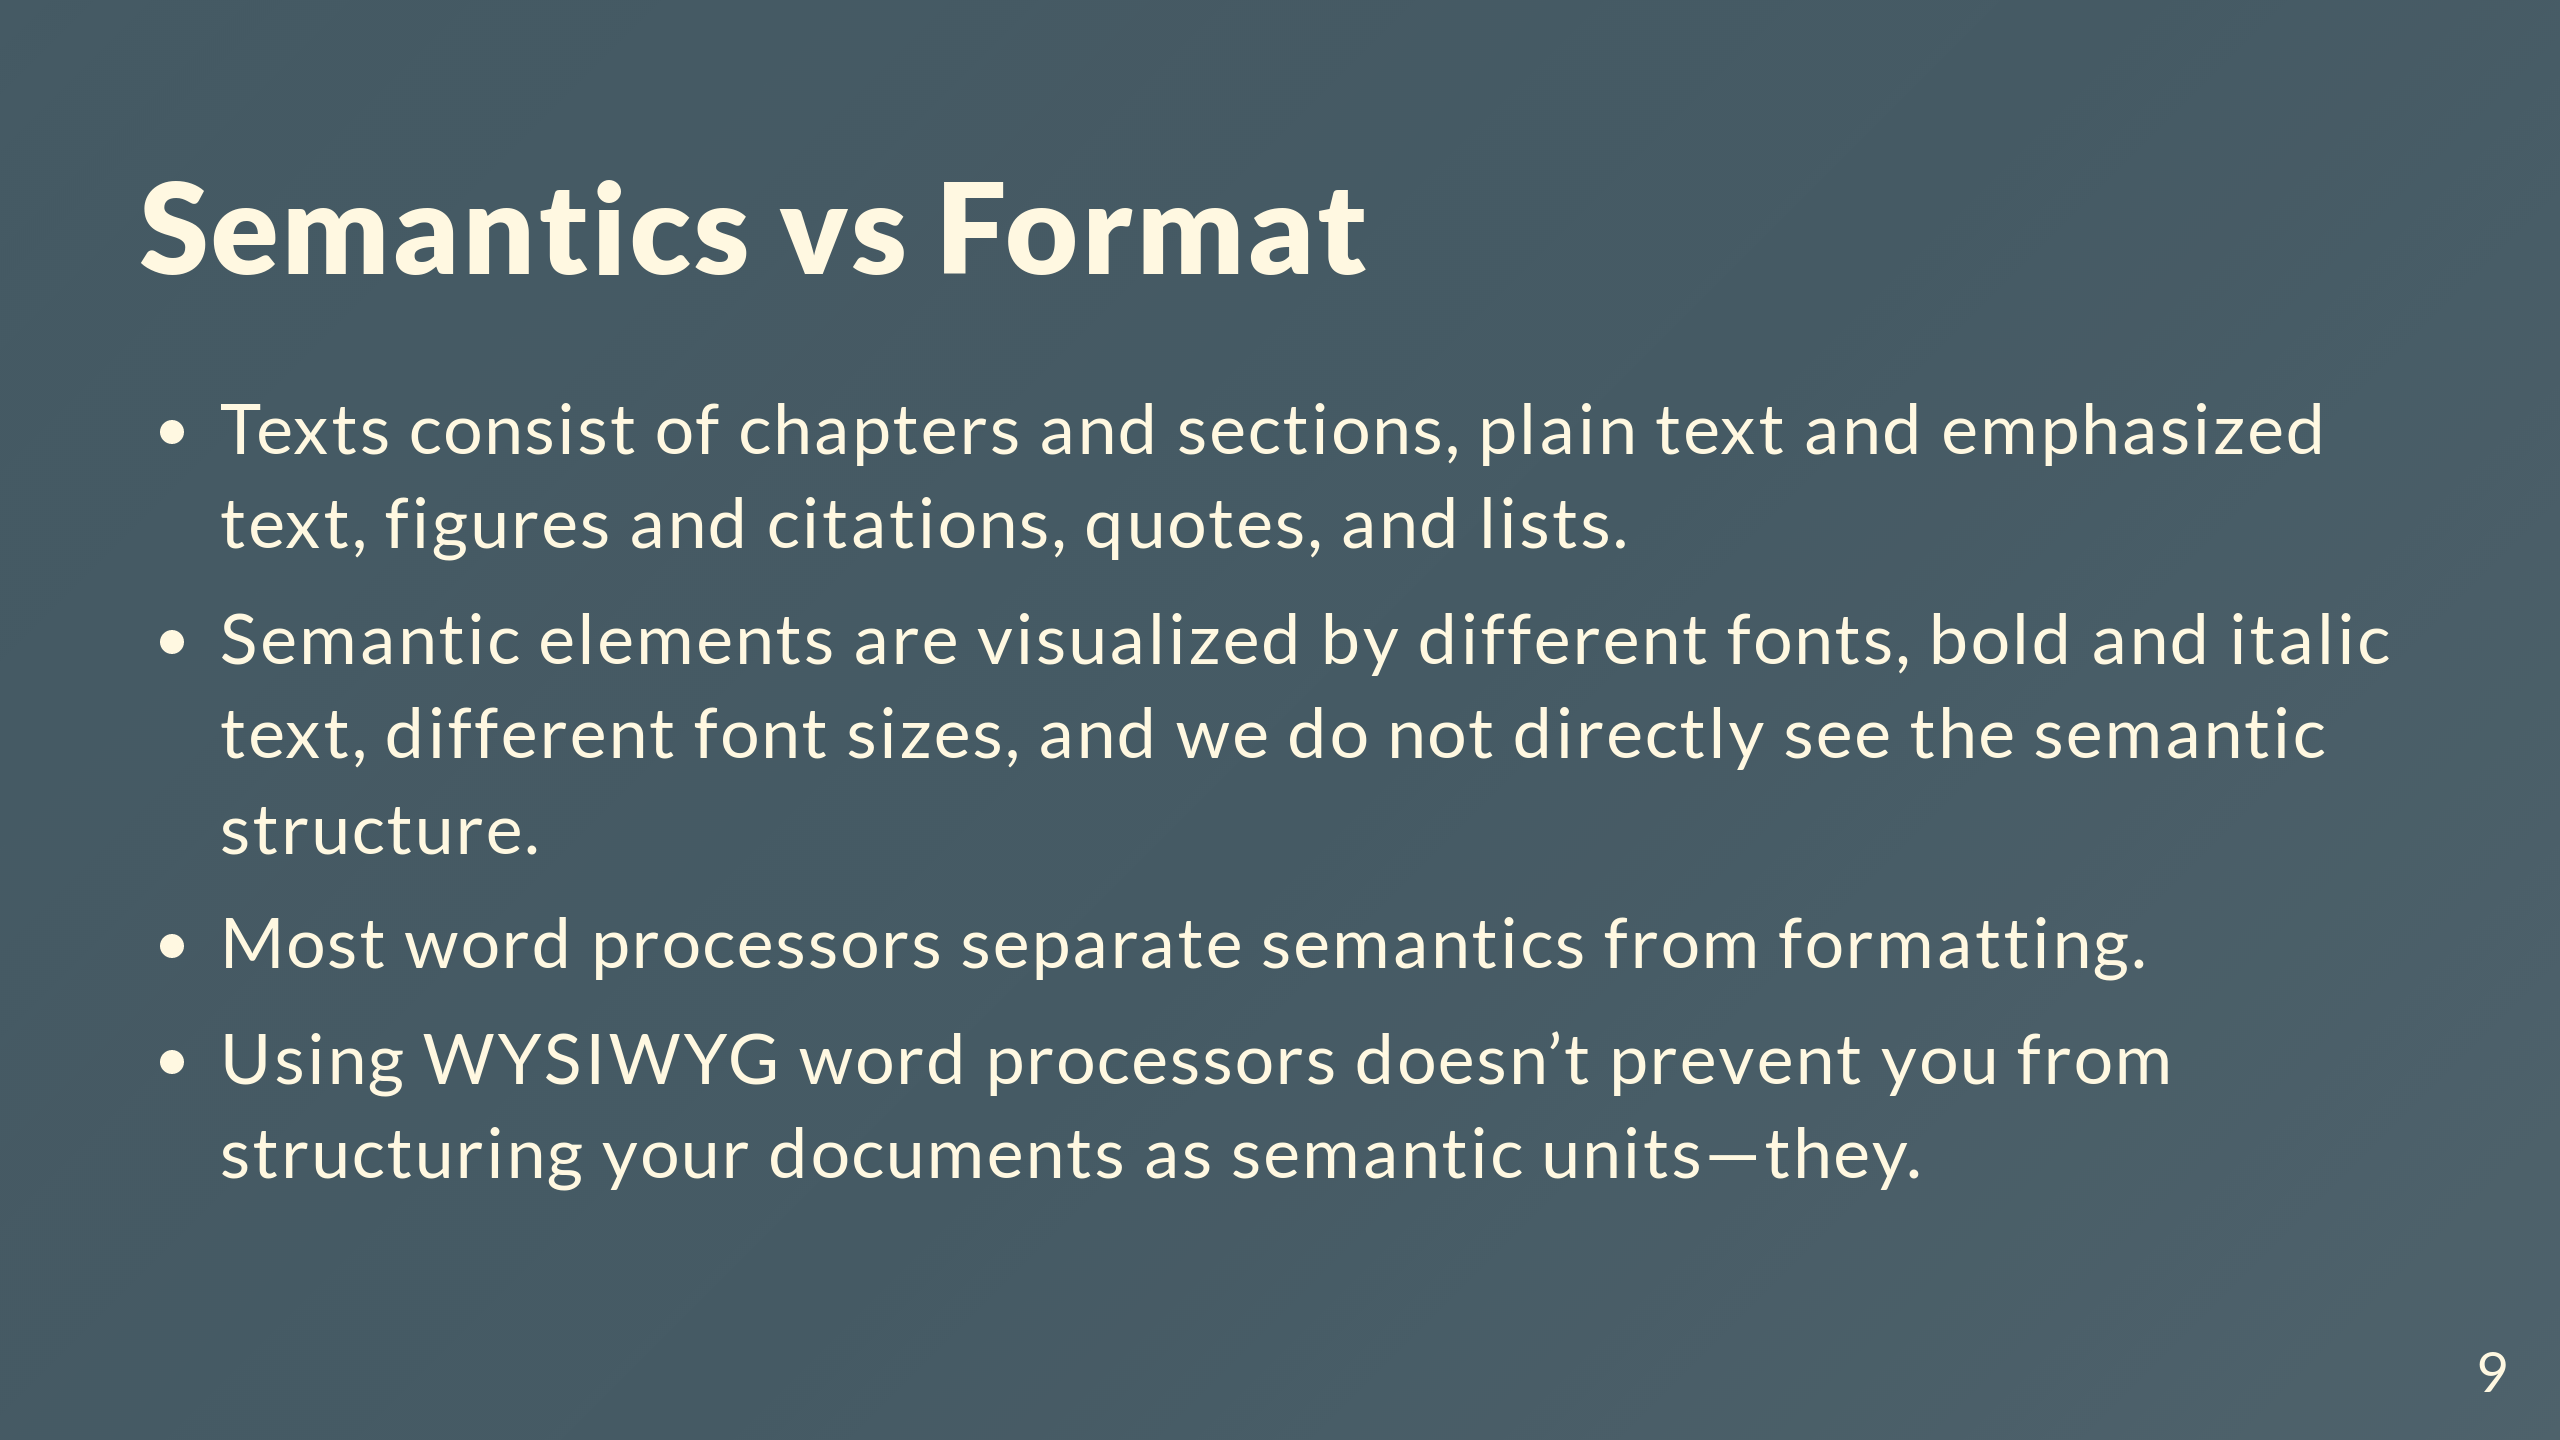 Semantics vs Format
• Texts consist of chapters and sections, plain text and emphasized
text, figures and citations, quotes, and lists.
• Semantic elements are visualized by different fonts, bold and italic
text, different font sizes, and we do not directly see the semantic
structure.
• Most word processors separate semantics from formatting.
• Using WYSIWYG word processors doesn’t prevent you from
structuring your documents as semantic units—they.
9